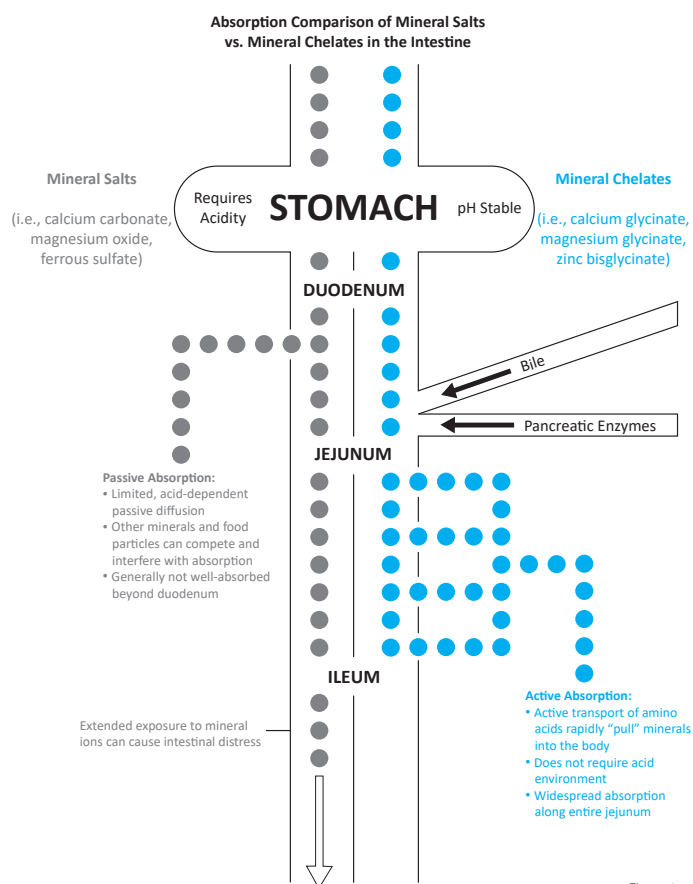 Absorption Comparison of Mineral Salts
vs. Mineral Chelates in the Intestine
Mineral Salts
(i.e., calcium carbonate,
magnesium oxide,
ferrous sulfate)
Requires
Acidity
STOMACH
pH Stable
Mineral Chelates
(i.e., calcium glycinate,
magnesium glycinate,
zinc bisglycinate)
DUODENUM
Bile
Pancreatic Enzymes
JEJUNUM
Passive Absorption:
• Limited, acid-dependent
passive diffusion
• Other minerals and food
particles can compete and
interfere with absorption
• Generally not well-absorbed
beyond duodenum
ILEUM
Extended exposure to mineral
ions can cause intestinal distress
Active Absorption:
• Active transport of amino
acids rapidly “pull” minerals
into the body
• Does not require acid
environment
• Widespread absorption
along entire jejunum